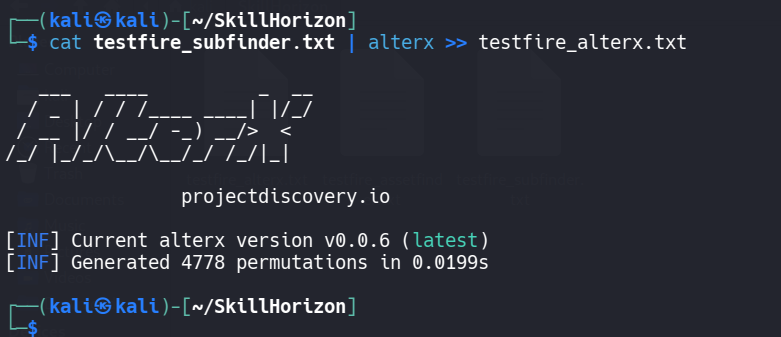 ┌──(kali㉿kali)-[~/SkillHorizon]
└─$ cat testfire_subfinder.txt | alterx >> testfire_alterx.txt
   ___   ____          _  __
  / _ | / / /____ ____| |/_/
 / __ |/ / __/ -_) __/>  <
/_/ |_/_/\__/\__/_/ /_/|_|
projectdiscovery.io
[INF] Current alterx version v0.0.6 (latest)
[INF] Generated 4778 permutations in 0.0199s
┌──(kali㉿kali)-[~/SkillHorizon]
└─$